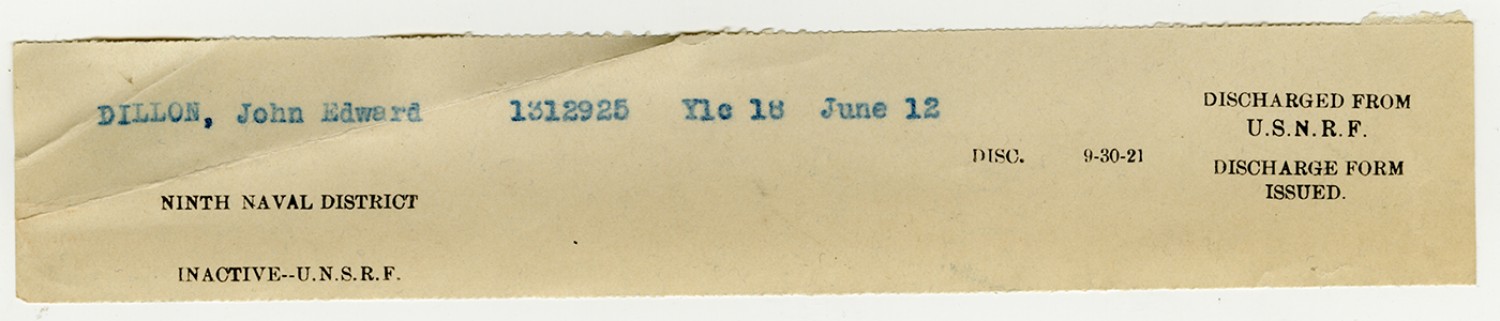 DILLON, John Edward 1312925 Y1c 18 June 12
DISCHARGED FROM
U.S.N.R.F.
DISC. 9-30-21
DISCHARGE FORM
ISSUED.
NINTH NAVAL DISTRICT
INACTIVE--U.N.S.R.F.